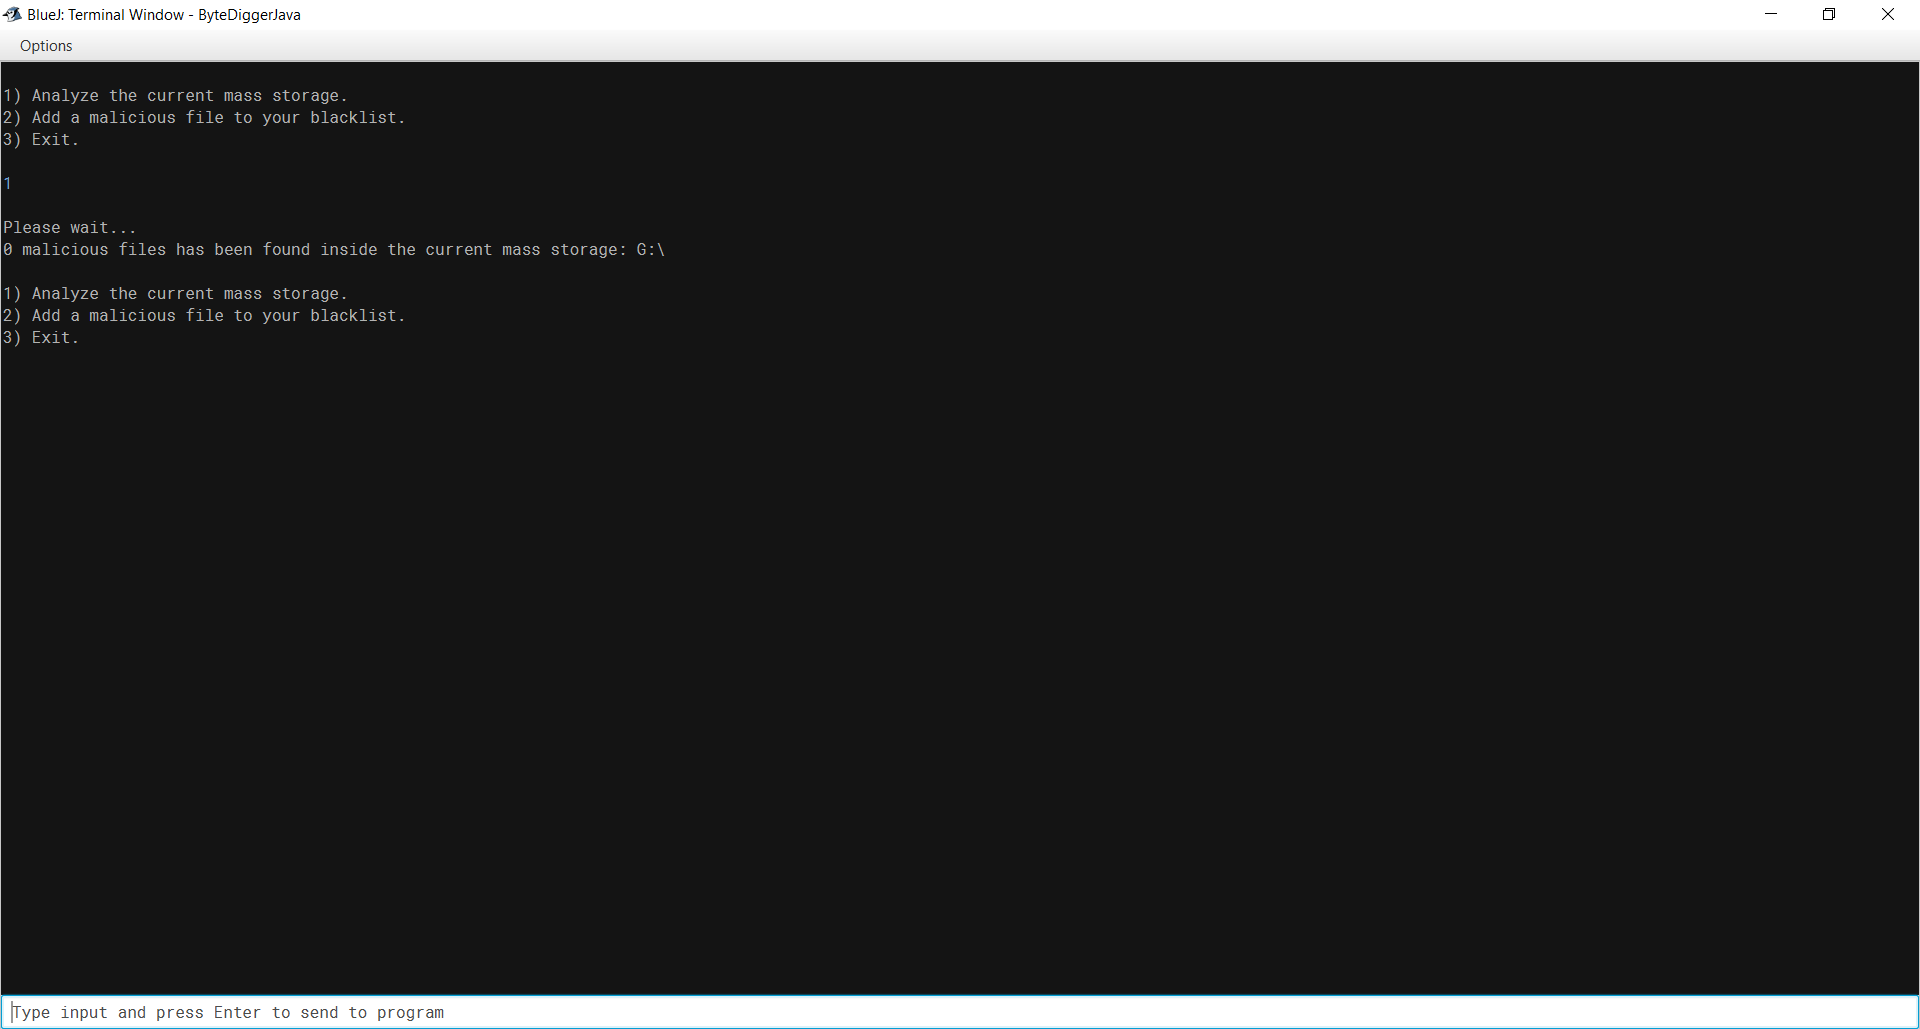 BlueJ: Terminal Window - ByteDiggerJava
Options
1) Analyze the current mass storage.
2) Add a malicious file to your blacklist.
3) Exit.
1
Please wait...
0 malicious files has been found inside the current mass storage: G:\
1) Analyze the current mass storage.
2) Add a malicious file to your blacklist.
3) Exit.
Type input and press Enter to send to program